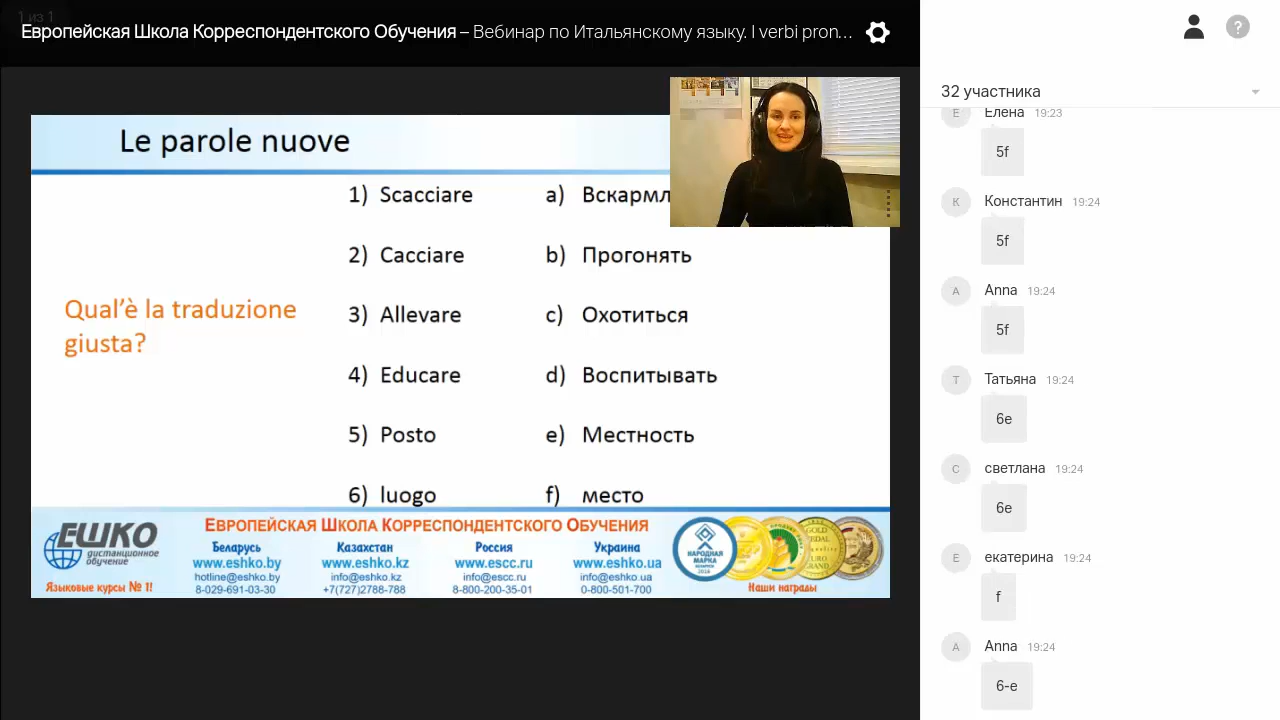 1 из 1
Европейская Школа Корреспондентского Обучения – Вебинар по Итальянскому языку. I verbi pron...
Le parole nuove
Qual’è la traduzione
giusta?
1) Scacciare a) Вскармл
2) Cacciare b) Прогонять
3) Allevare c) Охотиться
4) Educare d) Воспитывать
5) Posto e) Местность
6) luogo f) место
ЕШКО
дистанционное
обучение
Языковые курсы № 1!
Европейская Школа Корреспондентского Обучения
Беларусь
www.eshko.by
hotline@eshko.by
8-029-691-03-30
Казахстан
www.eshko.kz
info@eshko.kz
+7(727)2788-788
Россия
www.escc.ru
info@escc.ru
8-800-200-35-01
Украина
www.eshko.ua
info@eshko.ua
0-800-501-700
НАРОДНАЯ
МАРКА
Наши награды
?
32 участника
Е Елена 19:23
5f
К Константин 19:24
5f
A Anna 19:24
5f
Т Татьяна 19:24
6е
С светлана 19:24
6е
Е екатерина 19:24
f
A Anna 19:24
6-е